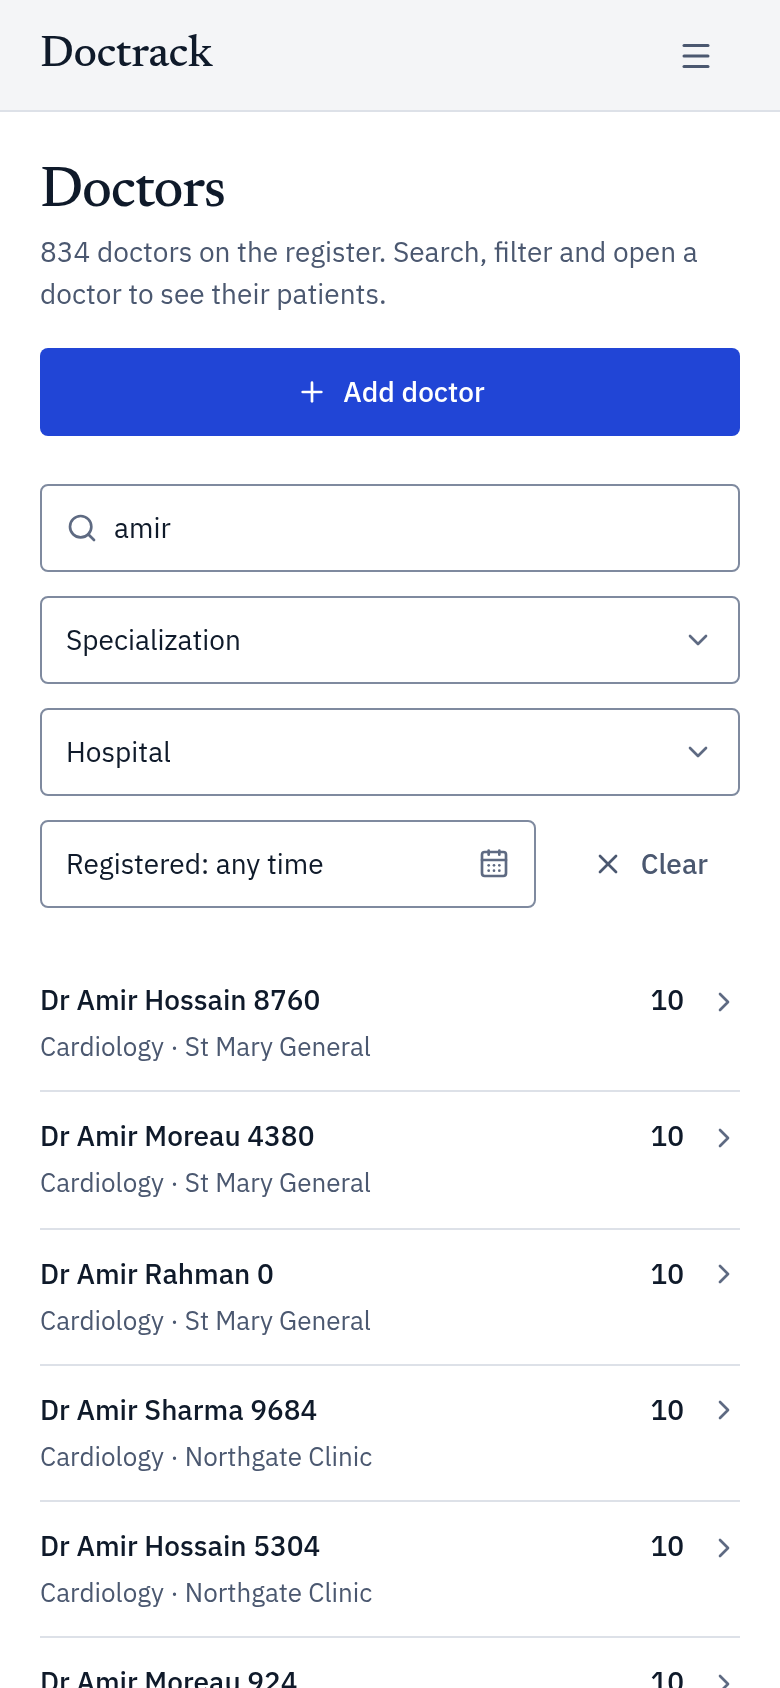 Doctrack
Doctors
834 doctors on the register. Search, filter and open a
doctor to see their patients.
Add doctor
amir
Specialization
Hospital
Registered: any time
Clear
Dr Amir Hossain 8760 10
Cardiology · St Mary General
Dr Amir Moreau 4380 10
Cardiology · St Mary General
Dr Amir Rahman 0 10
Cardiology · St Mary General
Dr Amir Sharma 9684 10
Cardiology · Northgate Clinic
Dr Amir Hossain 5304 10
Cardiology · Northgate Clinic
Dr Amir Moreau 924 10